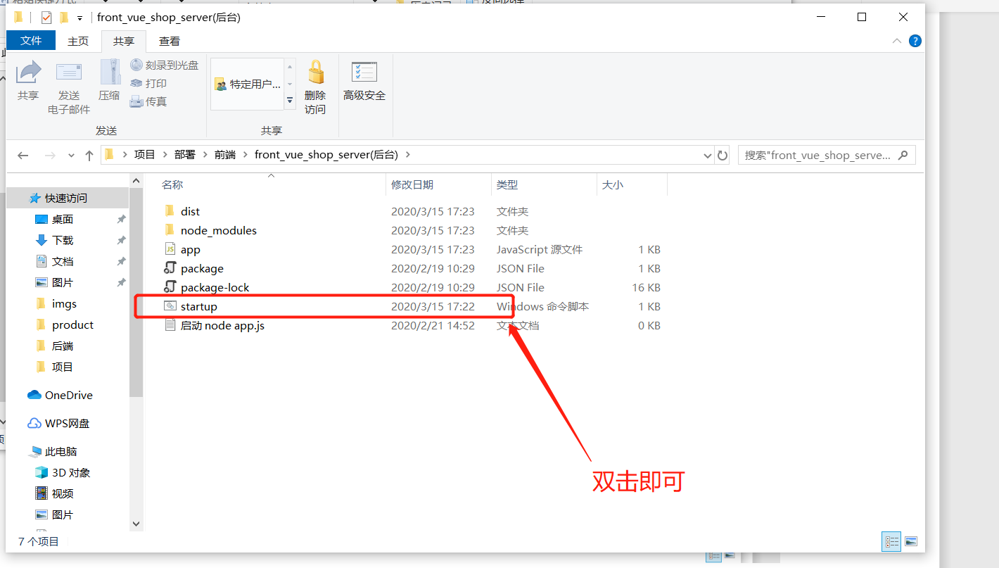 front_vue_shop_server(后台)
文件 主页 共享 查看
共享 发送 电子邮件 压缩 刻录到光盘 打印 传真
特定用户... 删除 访问 高级安全
发送 共享
项目 部署 前端 front_vue_shop_server(后台)
搜索"front_vue_shop_serve...
名称 修改日期 类型 大小
快速访问
桌面
下载
文档
图片
imgs
product
后端
项目
OneDrive
WPS网盘
此电脑
3D 对象
视频
图片
dist 2020/3/15 17:23 文件夹
node_modules 2020/3/15 17:23 文件夹
app 2020/3/15 17:23 JavaScript 源文件 1 KB
package 2020/2/19 10:29 JSON File 1 KB
package-lock 2020/2/19 10:29 JSON File 16 KB
startup 2020/3/15 17:22 Windows 命令脚本 1 KB
启动 node app.js 2020/2/21 14:52 文本文档 0 KB
双击即可
7 个项目